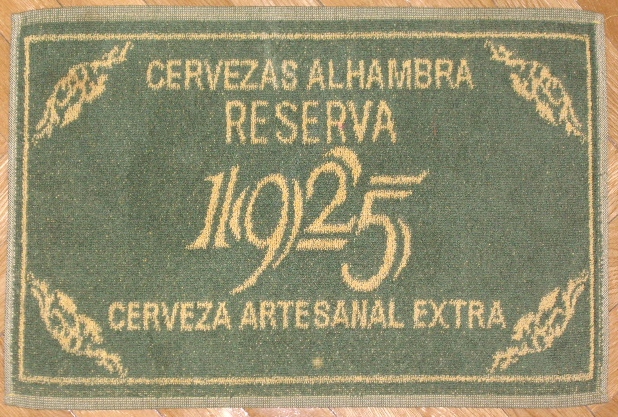 CERVEZAS ALHAMBRA
RESERVA
1925
CERVEZA ARTESANAL EXTRA